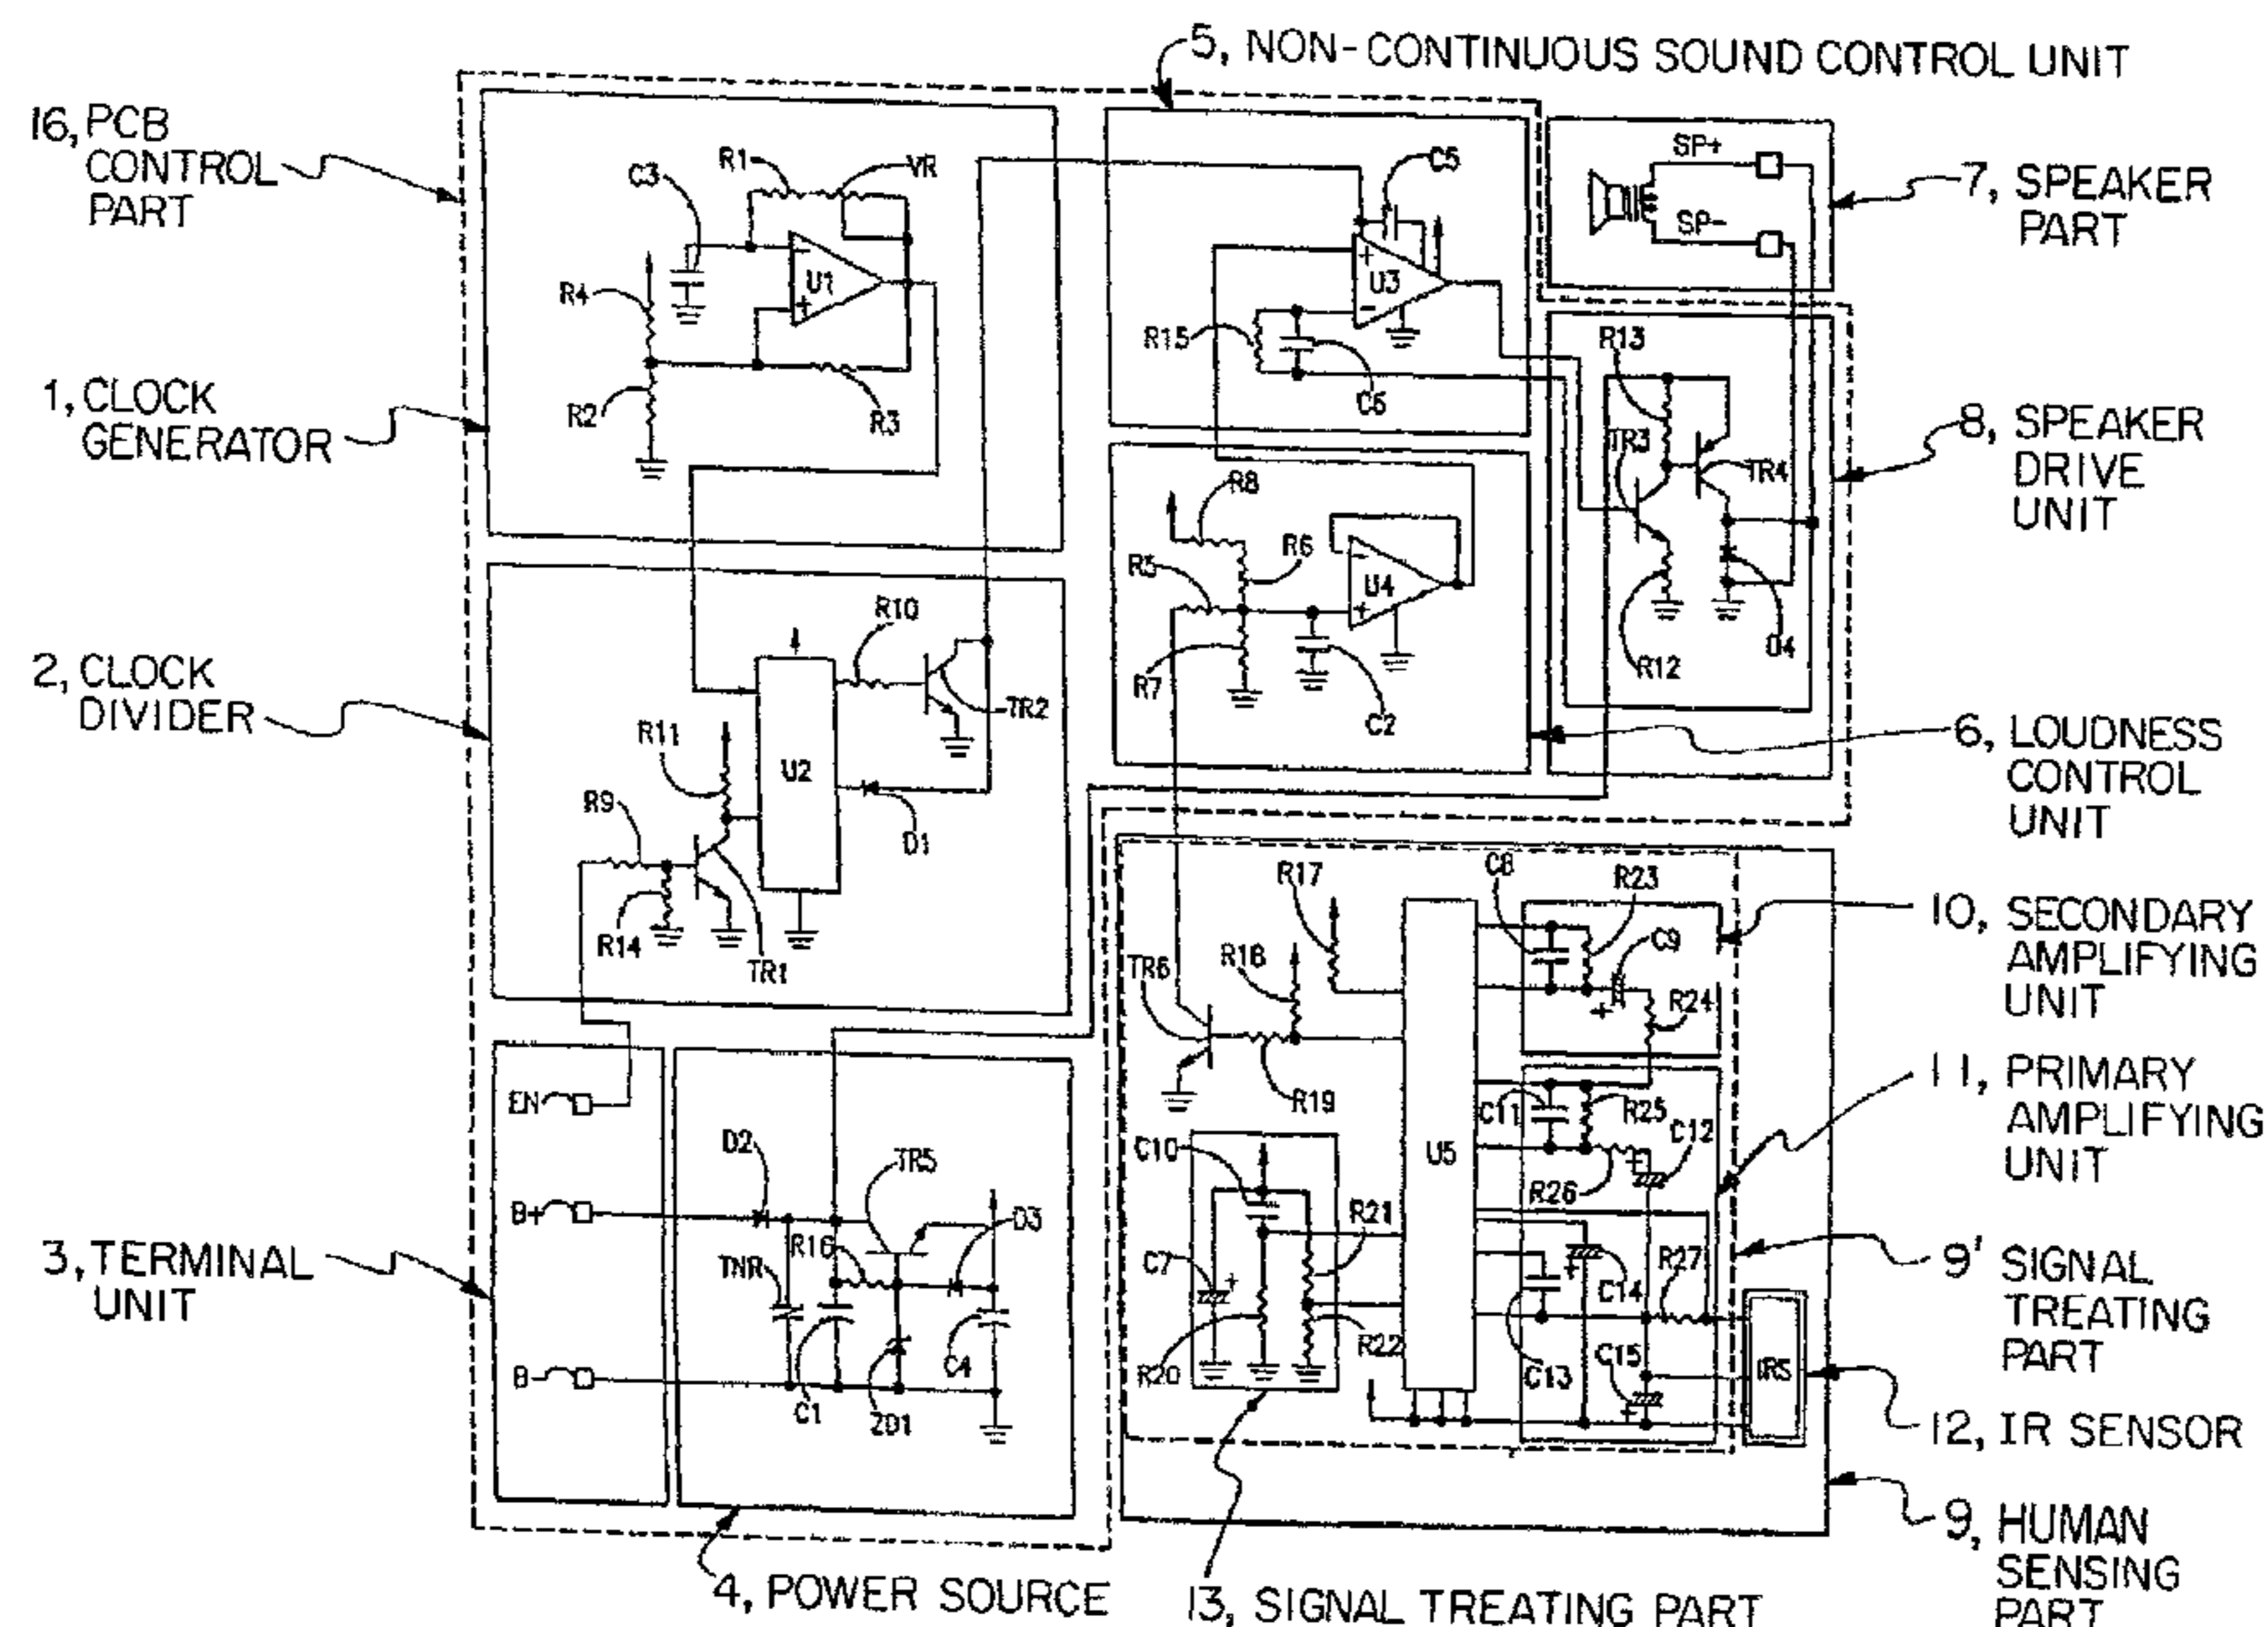 5, NON-CONTINUOUS SOUND CONTROL UNIT
16, PCB
CONTROL
PART
1, CLOCK
GENERATOR
2, CLOCK
DIVIDER
3, TERMINAL
UNIT
4, POWER SOURCE
13, SIGNAL TREATING PART
7, SPEAKER
PART
8, SPEAKER
DRIVE
UNIT
6, LOUDNESS
CONTROL
UNIT
10, SECONDARY
AMPLIFYING
UNIT
11, PRIMARY
AMPLIFYING
UNIT
9' SIGNAL
TREATING
PART
12, IR SENSOR
9, HUMAN
SENSING
PART
C3
R1
VR
U1
R4
R2
R3
C5
U3
R15
C6
SP+
SP-
R13
TR3
TR4
R12
D4
R8
R5
R6
U4
R7
C2
R10
TR2
R11
U2
R9
D1
R14
TR1
EN
B+
B-
D2
TR5
D3
R16
TNR
C4
C1
ZD1
R17
C8
R23
C9
TR6
R18
R24
R19
C11
R25
C12
C10
U5
R26
R21
C7
C14
R27
R20
R22
C13
C15
IRS